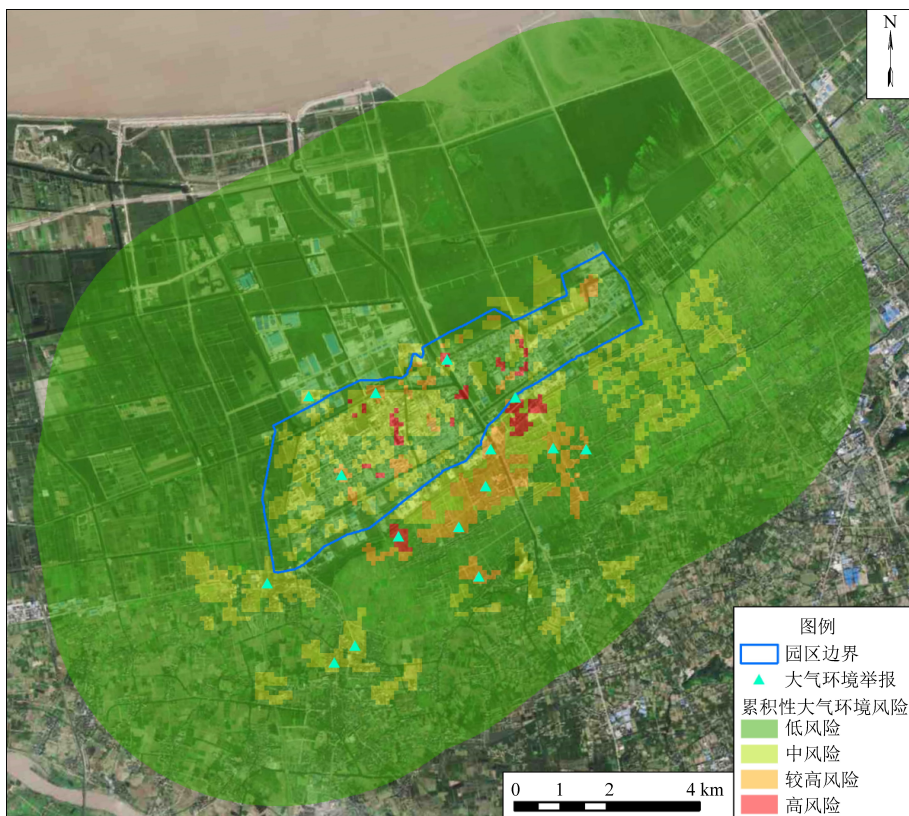 N
图例
园区边界
大气环境举报
累积性大气环境风险
低风险
中风险
较高风险
高风险
0 1 2 4 km